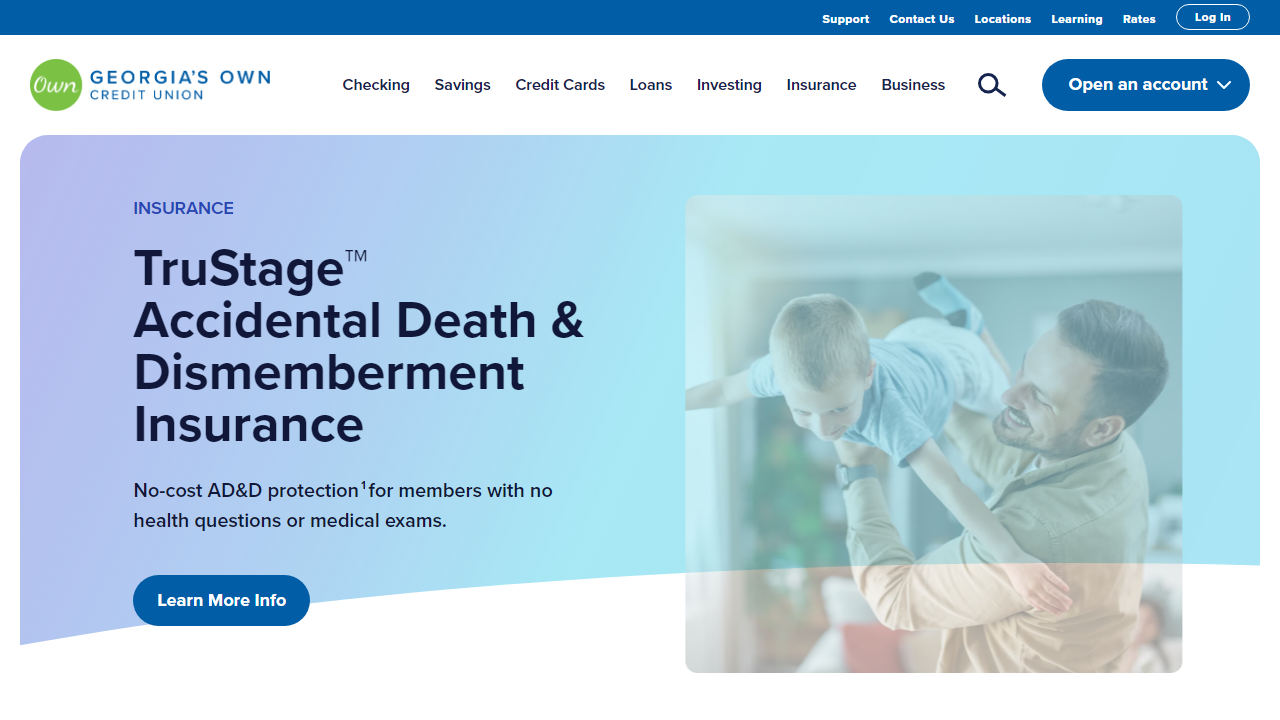 Support Contact Us Locations Learning Rates Log In
Own GEORGIA'S OWN
CREDIT UNION
Checking Savings Credit Cards Loans Investing Insurance Business Open an account
INSURANCE
TruStage™
Accidental Death &
Dismemberment
Insurance
No-cost AD&D protection¹ for members with no
health questions or medical exams.
Learn More Info